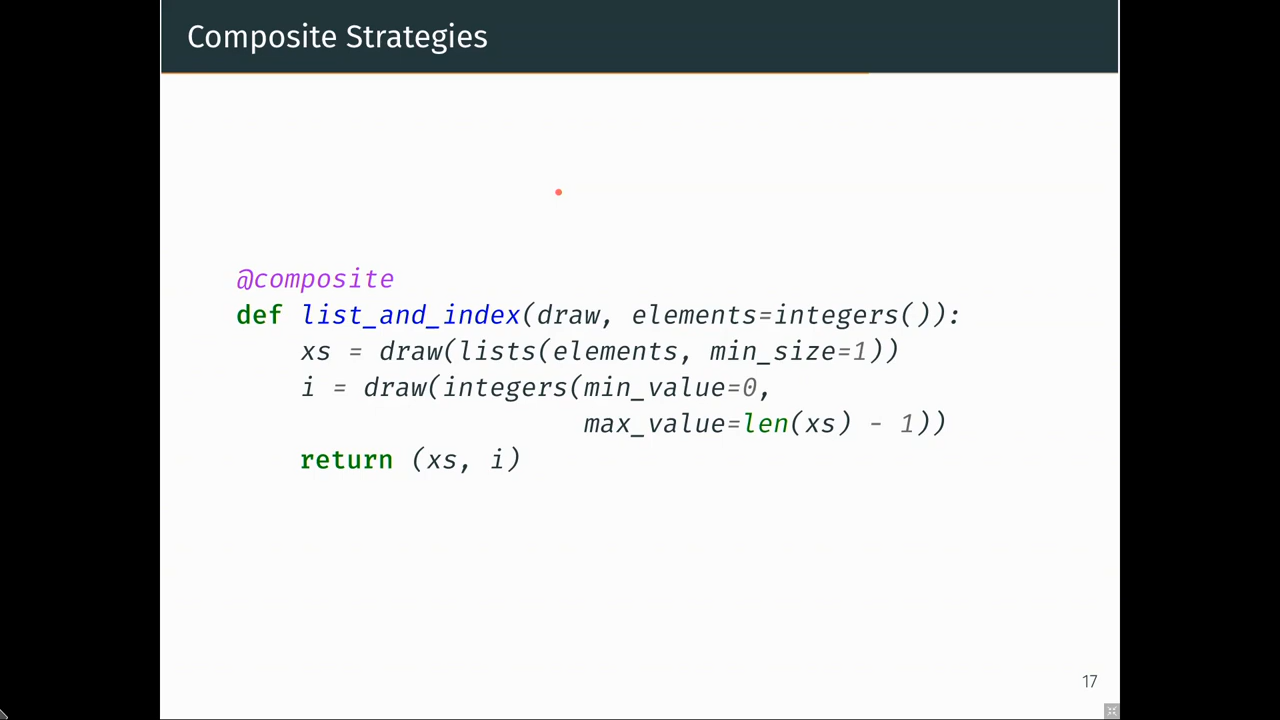 Composite Strategies
@composite
def list_and_index(draw, elements=integers()):
    xs = draw(lists(elements, min_size=1))
    i = draw(integers(min_value=0,
                      max_value=len(xs) - 1))
    return (xs, i)
17